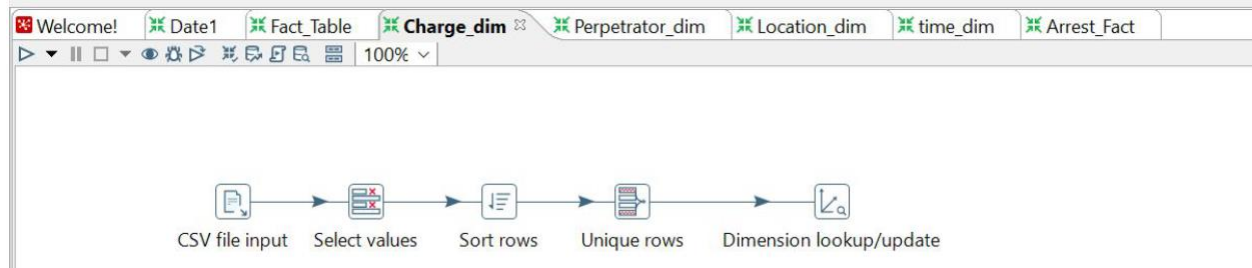 Welcome! Date1 Fact_Table Charge_dim Perpetrator_dim Location_dim time_dim Arrest_Fact
100%
CSV file input Select values Sort rows Unique rows Dimension lookup/update